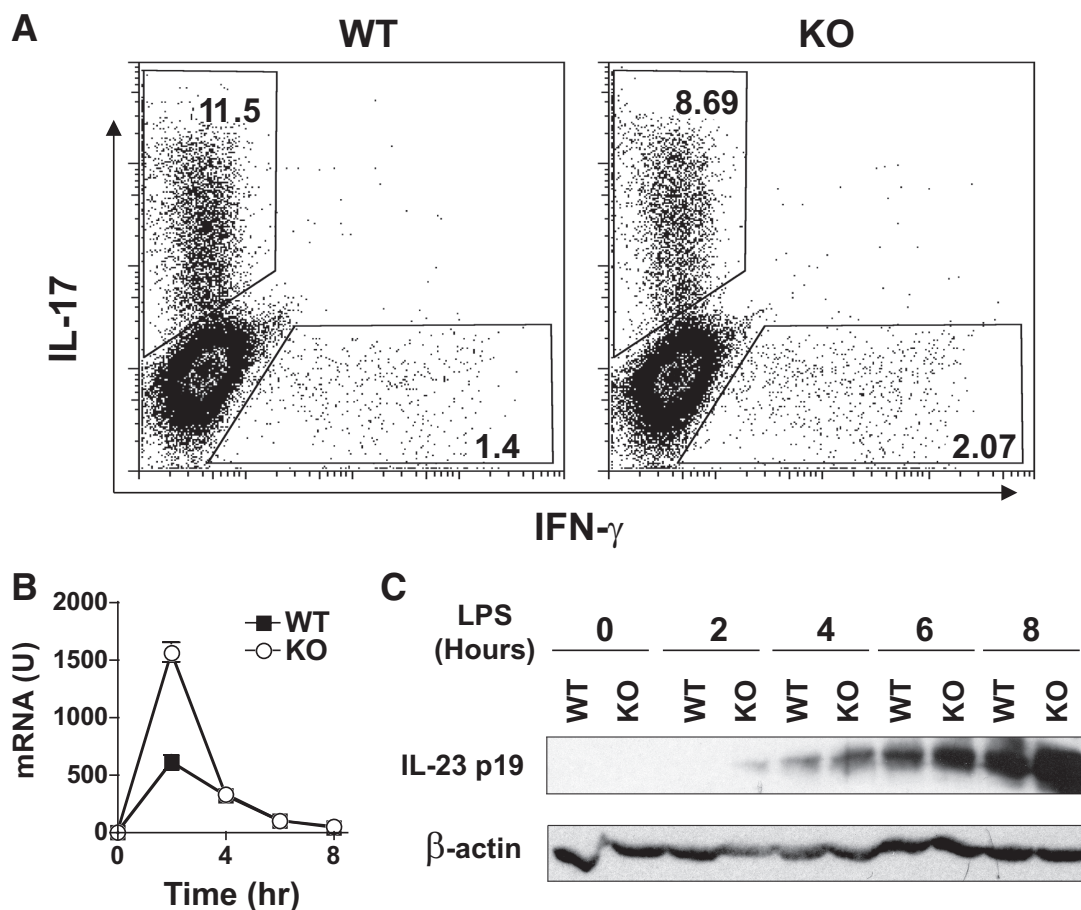 A
WT
KO
11.5
8.69
IL-17
1.4
2.07
IFN-γ
B
2000
1500
1000
500
0
mRNA (U)
WT
KO
0
4
8
Time (hr)
C
LPS
(Hours)
0
2
4
6
8
WT
KO
WT
KO
WT
KO
WT
KO
WT
KO
IL-23 p19
β-actin